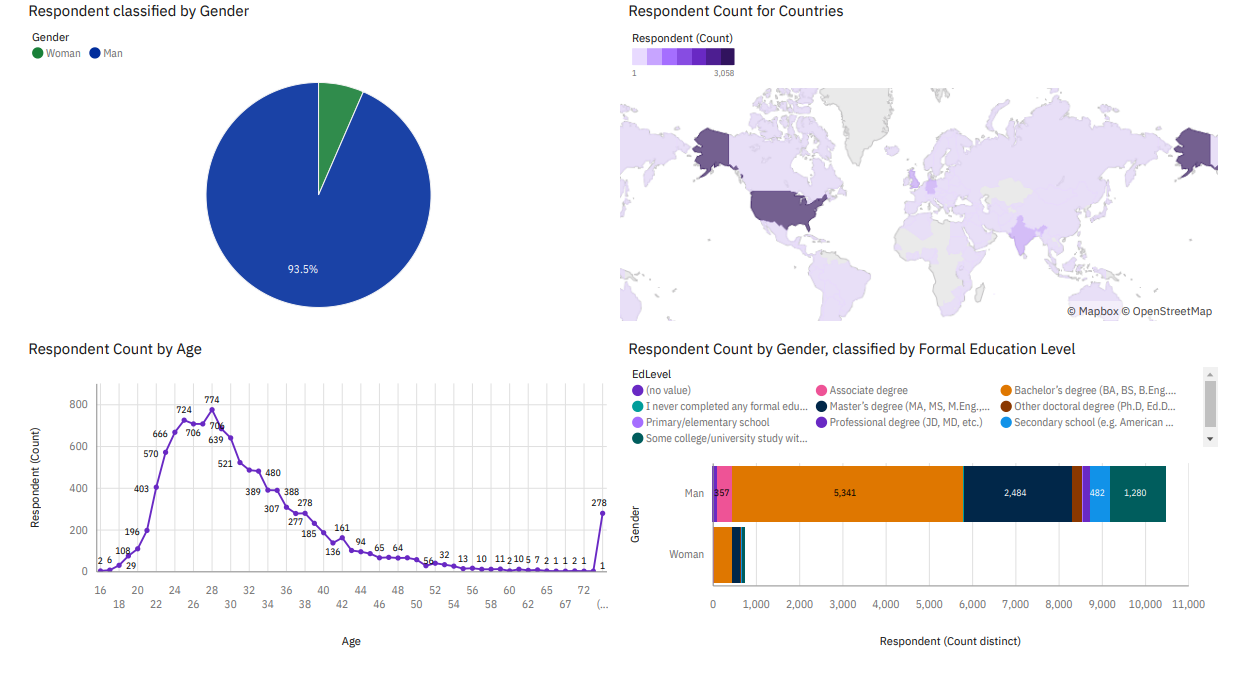 Respondent classified by Gender
Gender
Woman Man
93.5%
Respondent Count for Countries
Respondent (Count)
1 3,058
© Mapbox © OpenStreetMap
Respondent Count by Age
Respondent (Count)
800
600
400
200
0
2 6 108 29 196 403 570 666 724 706 774 706 639 521 389 480 307 388 277 278 185 136 161 94 65 64 56 32 13 10 11 2 10 5 7 2 1 1 2 1 278 1
16 20 24 28 32 36 40 44 48 52 56 60 65 72
18 22 26 30 34 38 42 46 50 54 58 62 67 (...
Age
Respondent Count by Gender, classified by Formal Education Level
EdLevel
(no value) Associate degree Bachelor's degree (BA, BS, B.Eng....
I never completed any formal edu... Master's degree (MA, MS, M.Eng.,... Other doctoral degree (Ph.D, Ed.D...
Primary/elementary school Professional degree (JD, MD, etc.) Secondary school (e.g. American ...
Some college/university study wit...
Gender
Man 357 5,341 2,484 482 1,280
Woman
0 1,000 2,000 3,000 4,000 5,000 6,000 7,000 8,000 9,000 10,000 11,000
Respondent (Count distinct)